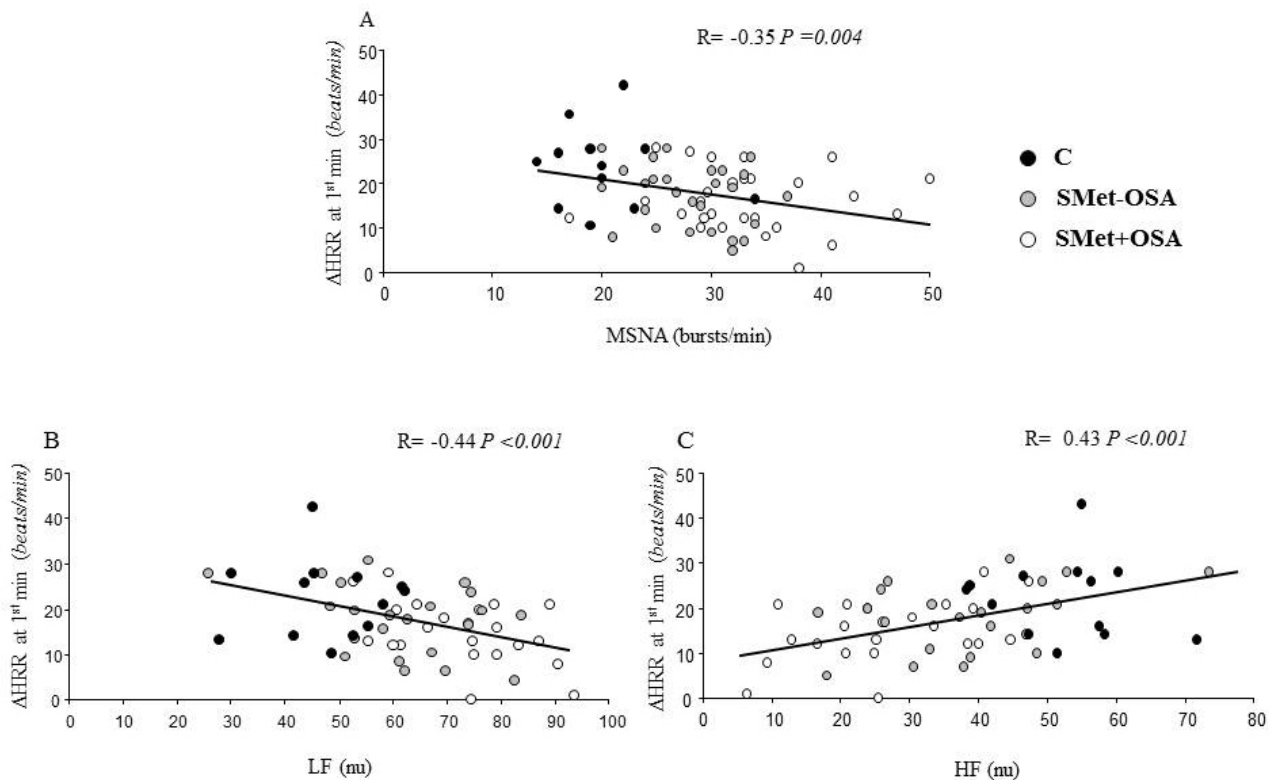 A
R= -0.35 P =0.004
ΔHRR at 1st min (beats/min)
50
40
30
20
10
0
0 10 20 30 40 50
MSNA (bursts/min)
C
SMet-OSA
SMet+OSA
B
R= -0.44 P <0.001
ΔHRR at 1st min (beats/min)
50
40
30
20
10
0
0 10 20 30 40 50 60 70 80 90 100
LF (nu)
C
R= 0.43 P <0.001
ΔHRR at 1st min (beats/min)
50
40
30
20
10
0
0 10 20 30 40 50 60 70 80
HF (nu)